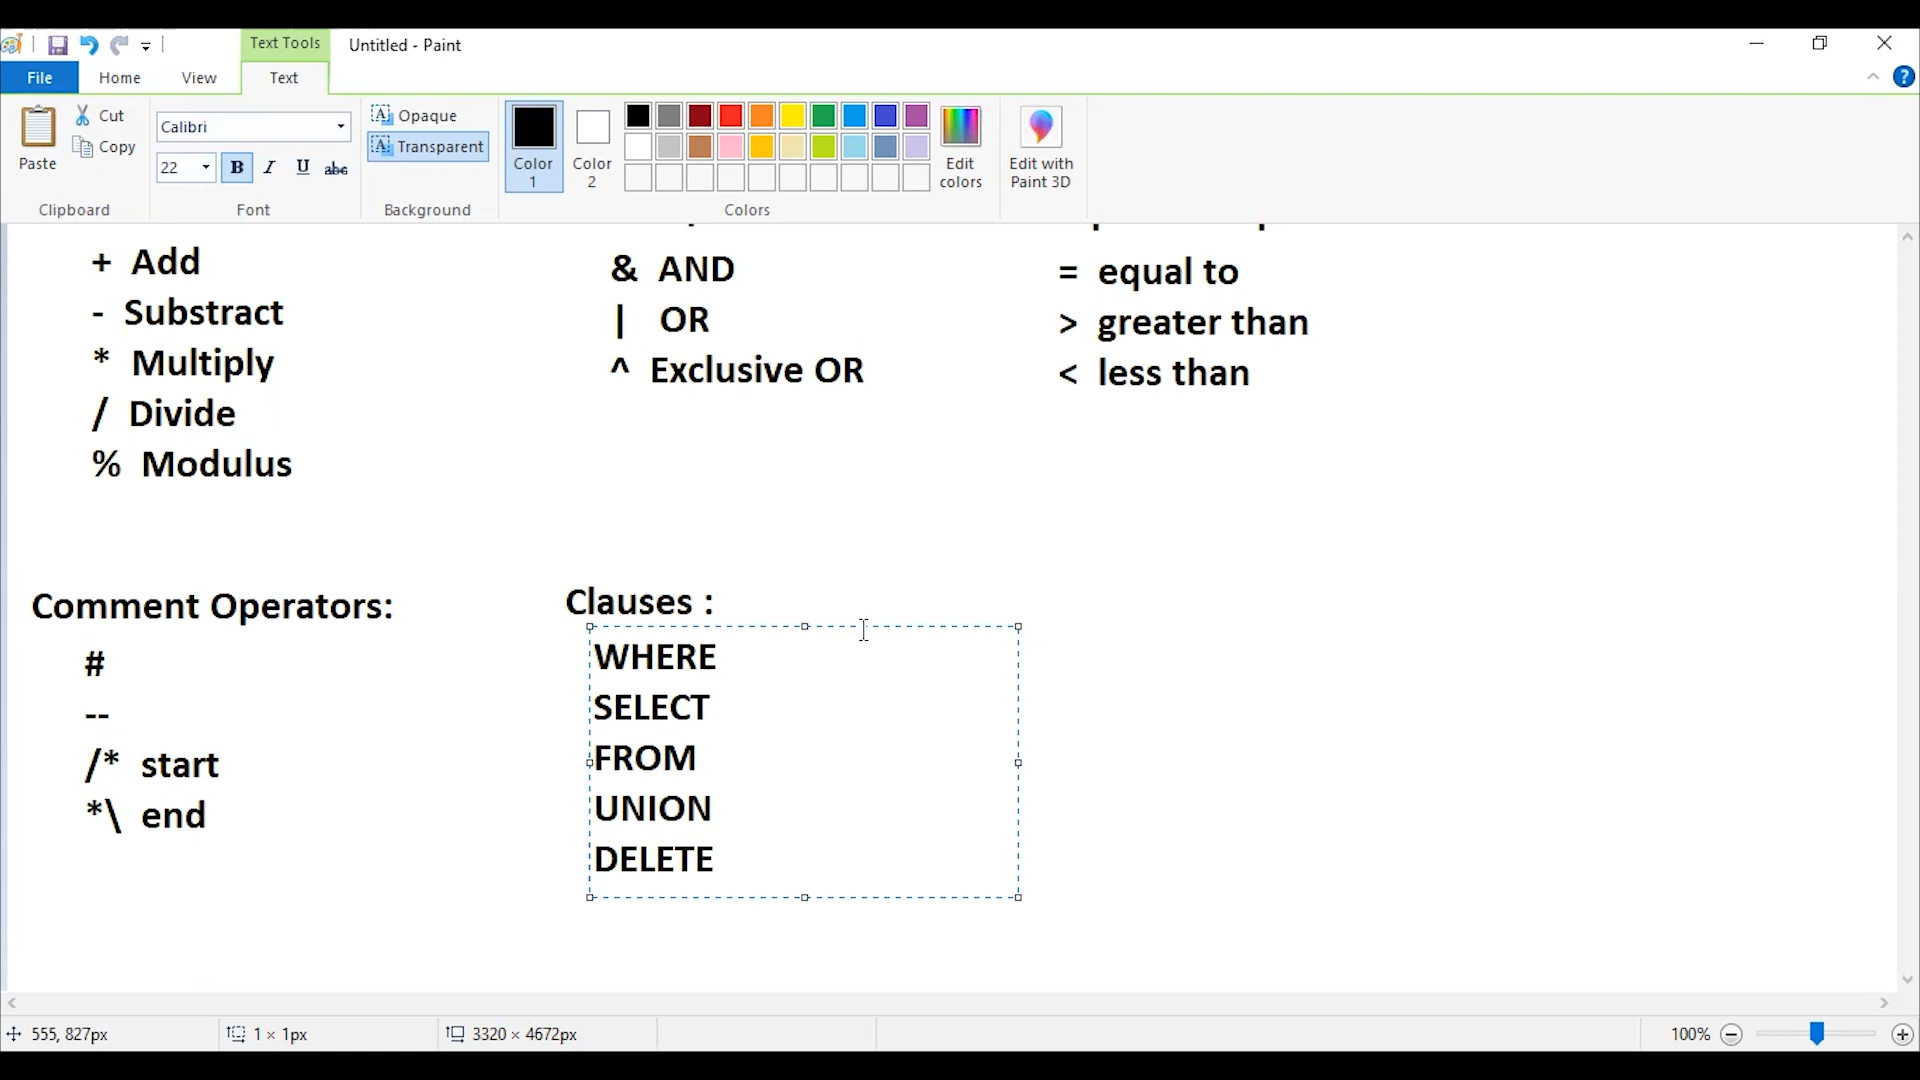 Text Tools
Untitled - Paint
File
Home
View
Text
Paste
Cut
Copy
Clipboard
Calibri
22
B I U abc
Font
Opaque
Transparent
Background
Color 1
Color 2
Colors
Edit colors
Edit with Paint 3D
+ Add
- Substract
* Multiply
/ Divide
% Modulus
& AND
| OR
^ Exclusive OR
= equal to
> greater than
< less than
Comment Operators:
#
--
/* start
*\ end
Clauses :
WHERE
SELECT
FROM
UNION
DELETE
555, 827px
1 × 1px
3320 × 4672px
100%